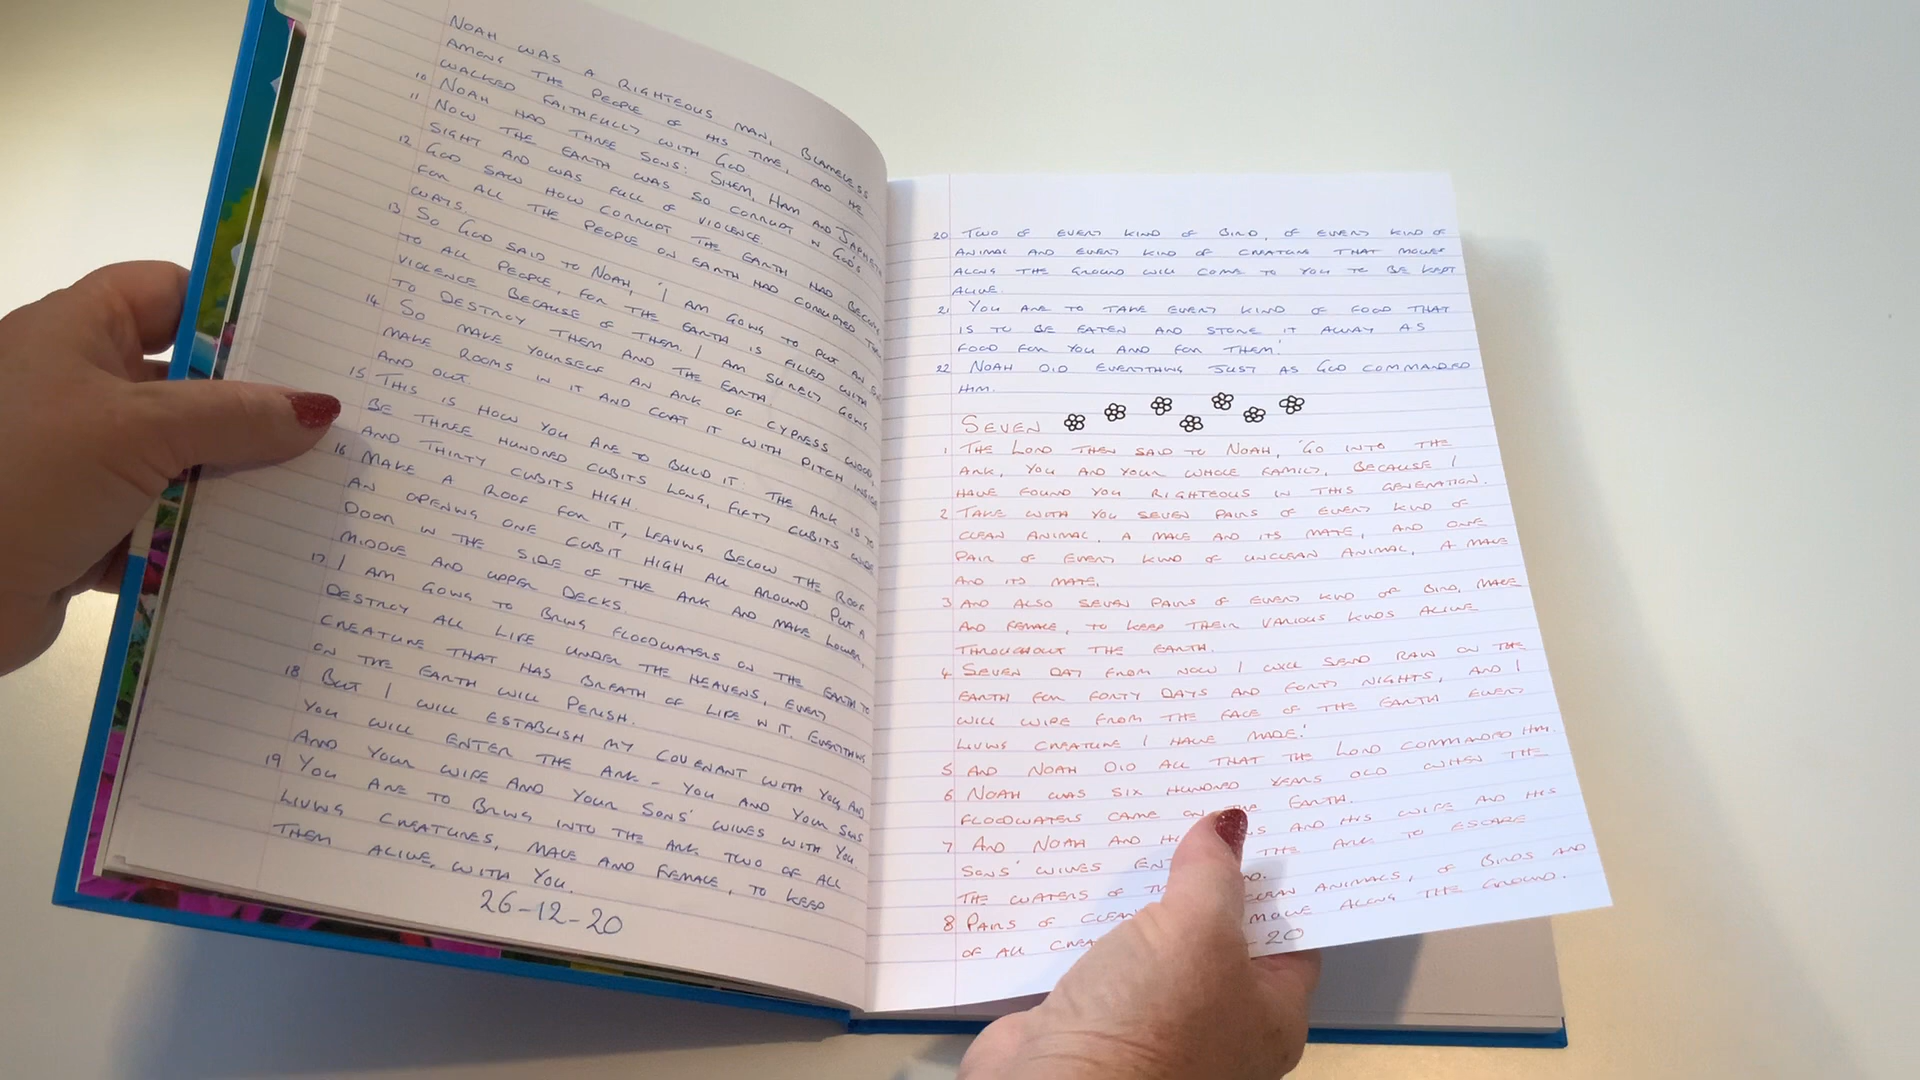 NOAH WAS A RIGHTEOUS MAN, BLAMELESS
AMONG THE PEOPLE OF HIS TIME, AND HE
WALKED FAITHFULLY WITH GOD.
10 NOAH HAD THREE SONS: SHEM, HAM AND JAPHETH
11 NOW THE EARTH WAS SO CORRUPT IN GOD'S
SIGHT AND WAS FULL OF VIOLENCE.
12 GOD SAW HOW CORRUPT THE EARTH HAD BECOME
FOR ALL THE PEOPLE ON EARTH HAD CORRUPTED THEIR
WAYS.
13 SO GOD SAID TO NOAH, 'I AM GOING TO PUT AN END
TO ALL PEOPLE, FOR THE EARTH IS FILLED WITH
VIOLENCE BECAUSE OF THEM. I AM SURELY GOING
TO DESTROY THEM AND THE EARTH
14 SO MAKE YOURSELF AN ARK OF CYPRESS WOOD,
MAKE ROOMS IN IT AND COAT IT WITH PITCH INSIDE
AND OUT.
15 THIS IS HOW YOU ARE TO BUILD IT: THE ARK IS TO
BE THREE HUNDRED CUBITS LONG, FIFTY CUBITS WIDE
AND THIRTY CUBITS HIGH.
16 MAKE A ROOF FOR IT, LEAVING BELOW THE ROOF
AN OPENING ONE CUBIT HIGH ALL AROUND. PUT A
DOOR IN THE SIDE OF THE ARK AND MAKE LOWER,
MIDDLE AND UPPER DECKS.
17 I AM GOING TO BRING FLOODWATERS ON THE EARTH TO
DESTROY ALL LIFE UNDER THE HEAVENS, EVERY
CREATURE THAT HAS BREATH OF LIFE IN IT. EVERYTHING
ON THE EARTH WILL PERISH.
18 BUT I WILL ESTABLISH MY COVENANT WITH YOU, AND
YOU WILL ENTER THE ARK - YOU AND YOUR SONS
AND YOUR WIFE AND YOUR SONS' WIVES WITH YOU.
19 YOU ARE TO BRING INTO THE ARK TWO OF ALL
LIVING CREATURES, MALE AND FEMALE, TO KEEP
THEM ALIVE, WITH YOU.
26-12-20
20 TWO OF EVERY KIND OF BIRD, OF EVERY KIND OF
ANIMAL AND EVERY KIND OF CREATURE THAT MOVES
ALONG THE GROUND WILL COME TO YOU TO BE KEPT
ALIVE.
21 YOU ARE TO TAKE EVERY KIND OF FOOD THAT
IS TO BE EATEN AND STORE IT AWAY AS
FOOD FOR YOU AND FOR THEM.'
22 NOAH DID EVERYTHING JUST AS GOD COMMANDED
HIM.
SEVEN
1 THE LORD THEN SAID TO NOAH, 'GO INTO THE
ARK, YOU AND YOUR WHOLE FAMILY, BECAUSE I
HAVE FOUND YOU RIGHTEOUS IN THIS GENERATION.
2 TAKE WITH YOU SEVEN PAIRS OF EVERY KIND OF
CLEAN ANIMAL, A MALE AND ITS MATE, AND ONE
PAIR OF EVERY KIND OF UNCLEAN ANIMAL, A MALE
AND ITS MATE,
3 AND ALSO SEVEN PAIRS OF EVERY KIND OF BIRD, MALE
AND FEMALE, TO KEEP THEIR VARIOUS KINDS ALIVE
THROUGHOUT THE EARTH.
4 SEVEN DAY FROM NOW I WILL SEND RAIN ON THE
EARTH FOR FORTY DAYS AND FORTY NIGHTS, AND I
WILL WIPE FROM THE FACE OF THE EARTH EVERY
LIVING CREATURE I HAVE MADE.'
5 AND NOAH DID ALL THAT THE LORD COMMANDED HIM.
6 NOAH WAS SIX HUNDRED YEARS OLD WHEN THE
FLOODWATERS CAME ON THE EARTH.
7 AND NOAH AND AND HIS WIFE AND HIS
SONS' WIVES THE ARK TO ESCAPE
THE WATERS OF
8 PAIRS OF ANIMALS, OF BIRDS AND
OF ALL MOVE ALONG THE GROUND.
-20